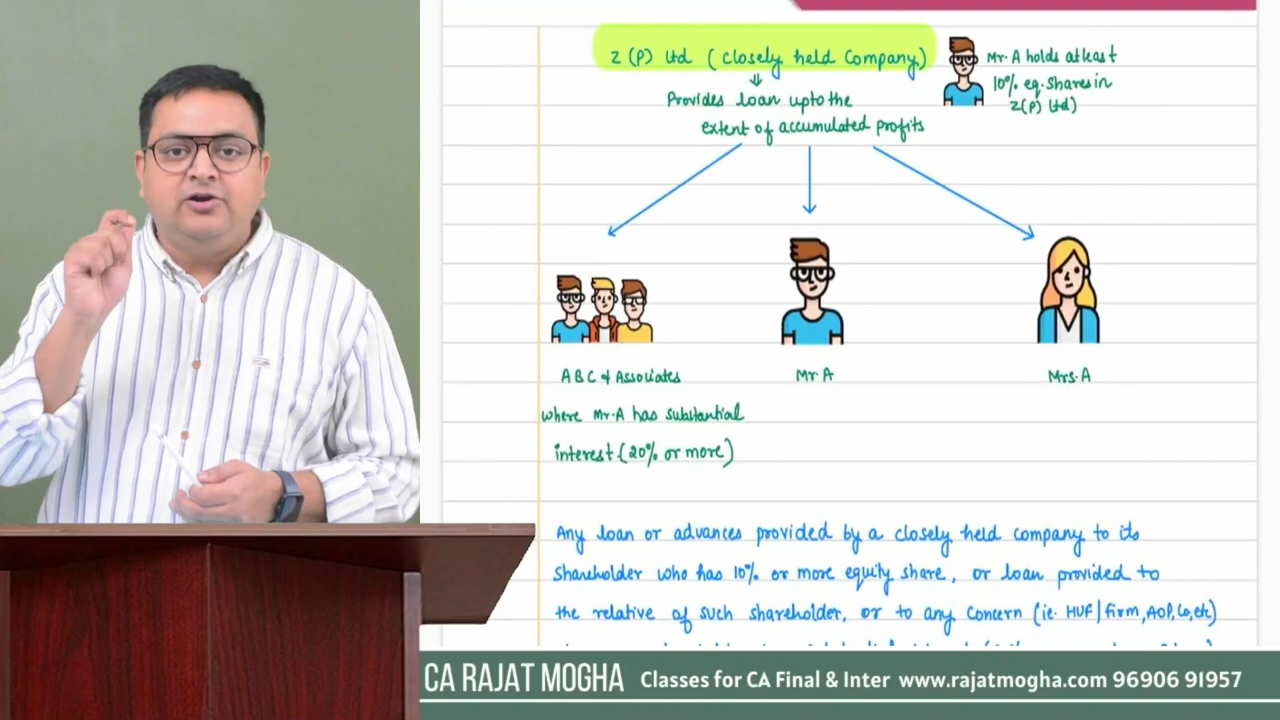 Z (P) Ltd ( closely held Company)
Mr. A holds atleast
10% eq. shares in
Z(P) Ltd)
Provides loan upto the
extent of accumulated profits
A B C & Associates
Mr. A
Mrs. A
where Mr. A has substantial
interest (20% or more)
Any loan or advances provided by a closely held company to its
shareholder who has 10% or more equity share, or loan provided to
the relative of such shareholder, or to any concern (ie. HUF/firm, AOP, Co, etc)
CA RAJAT MOGHA Classes for CA Final & Inter www.rajatmogha.com 96906 91957